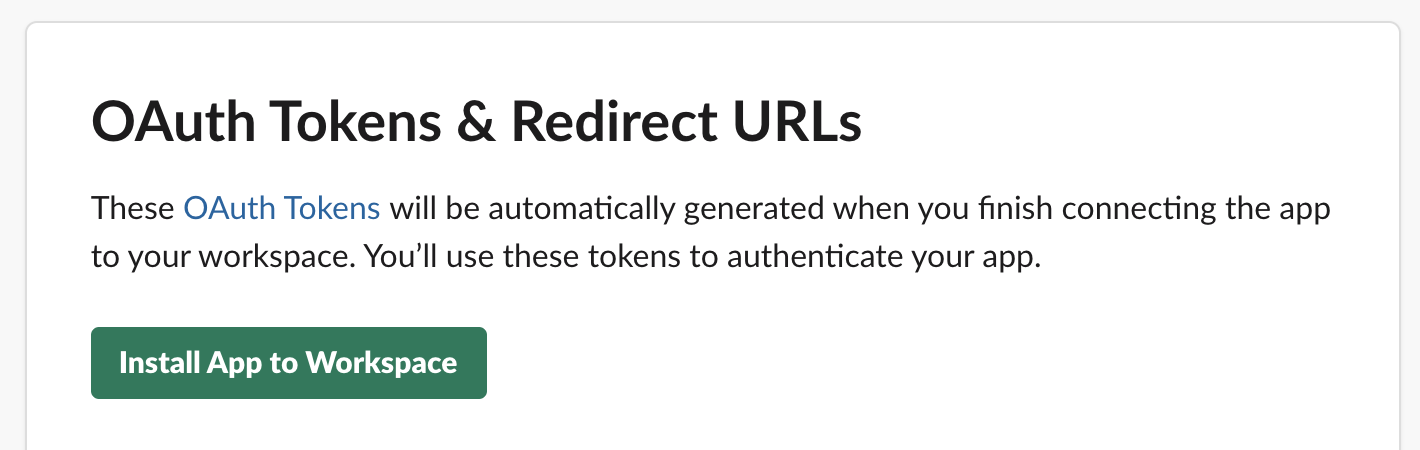 OAuth Tokens & Redirect URLs
These OAuth Tokens will be automatically generated when you finish connecting the app
to your workspace. You’ll use these tokens to authenticate your app.
Install App to Workspace